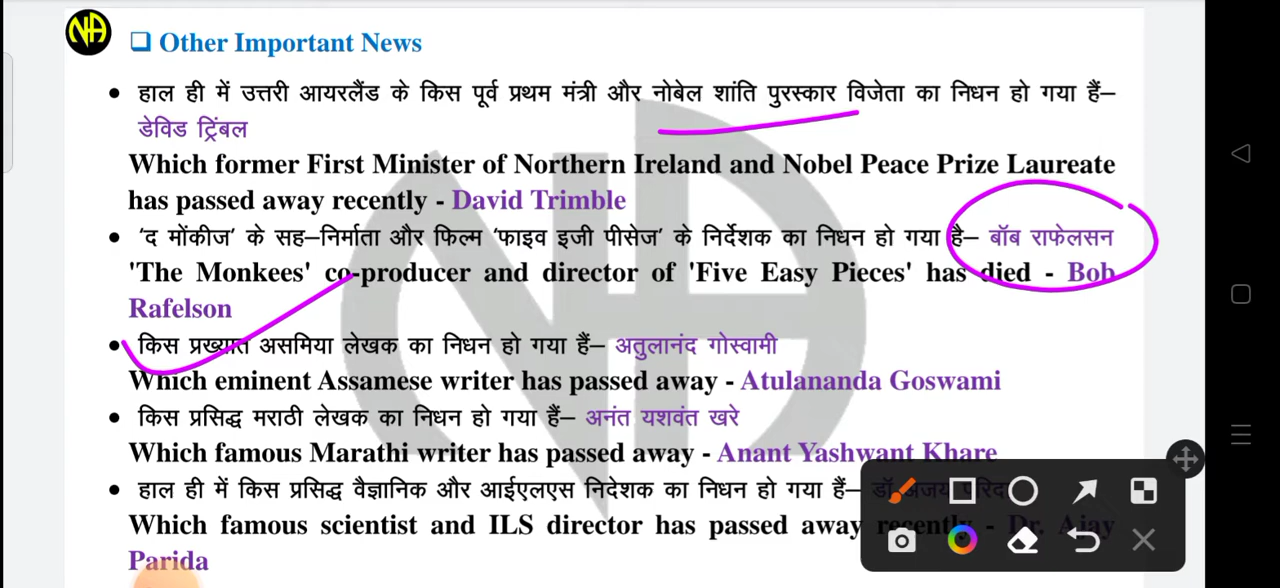 NA
❑ Other Important News
• हाल ही में उत्तरी आयरलैंड के किस पूर्व प्रथम मंत्री और नोबेल शांति पुरस्कार विजेता का निधन हो गया हैं–
डेविड ट्रिंबल
Which former First Minister of Northern Ireland and Nobel Peace Prize Laureate
has passed away recently - David Trimble
• ‘द मोंकीज’ के सह–निर्माता और फिल्म ‘फाइव इजी पीसेज’ के निर्देशक का निधन हो गया है– बॉब राफेलसन
'The Monkees' co-producer and director of 'Five Easy Pieces' has died - Bob
Rafelson
• किस प्रख्यात असमिया लेखक का निधन हो गया हैं– अतुलानंद गोस्वामी
Which eminent Assamese writer has passed away - Atulananda Goswami
• किस प्रसिद्ध मराठी लेखक का निधन हो गया हैं– अनंत यशवंत खरे
Which famous Marathi writer has passed away - Anant Yashwant Khare
• हाल ही में किस प्रसिद्ध वैज्ञानिक और आईएलएस निदेशक का निधन हो गया हैं– डॉ अजय
Which famous scientist and ILS director has passed away recently - Dr. Ajay
Parida